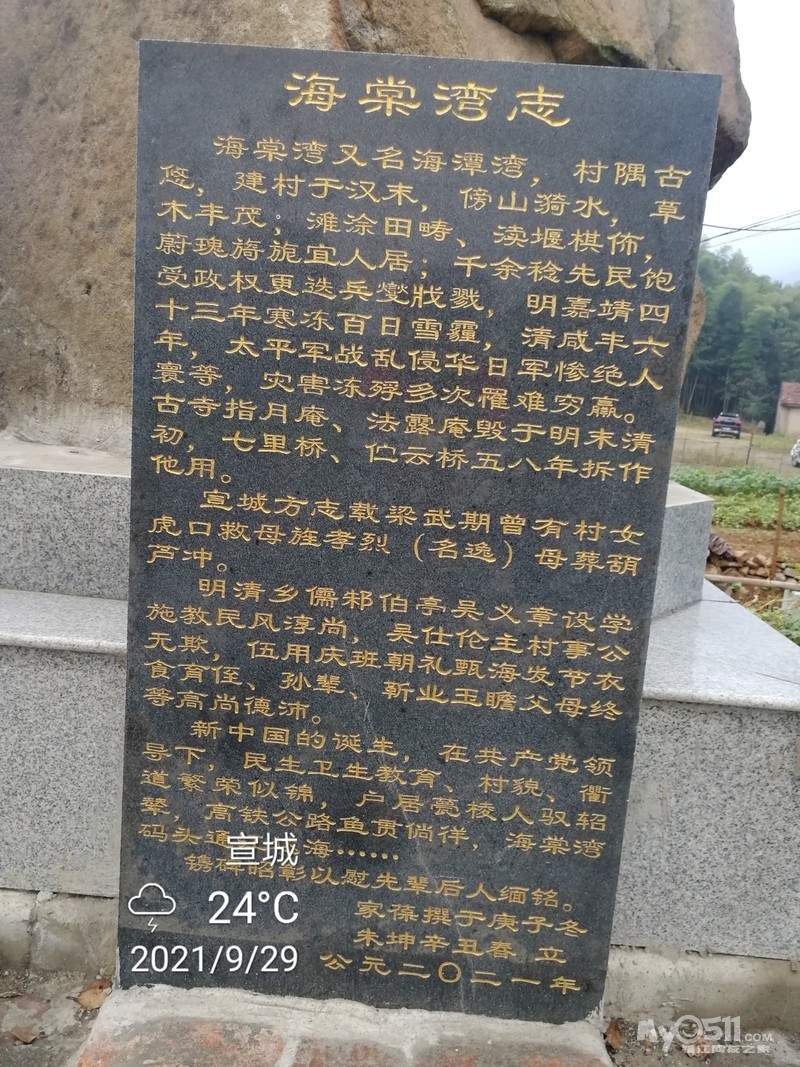 海棠湾志
海棠湾又名海潭湾，村隅古
悠，建村于汉末，傍山漪水，草
木丰茂，滩涂田畴、渎堰棋佈，
蔚瑰旖旎宜人居；千余稔先民饱
受政权更迭兵燹戕戮，明嘉靖四
十三年寒冻百日雪霾，清咸丰六
年，太平军战乱侵华日军惨绝人
寰等，灾害冻殍多次罹难穷羸。
古寺指月庵、法露庵毁于明末清
初，七里桥、伫云桥五八年拆作
他用。
宣城方志载梁武期曾有村女
虎口救母旌孝烈（名逸）母葬葫
芦冲。
明清乡儒邾伯亭吴义章设学
施教民风淳尚，吴仕伦主村事公
无欺，伍用庆班朝礼甄海发节衣
食育侄、孙辈、靳业玉瞻父母终
等高尚德沛。
新中国的诞生，在共产党领
导下，民生卫生教育、村貌、衢
道繁荣似锦，户居甍棱人驭轺
辇，高铁公路鱼贯倘徉，海棠湾
码头通 海……
镌碑昭彰以慰先辈后人缅铭。
家葆撰于庚子冬
朱坤辛丑春 立
公元二〇二一年
宣城
24°C
2021/9/29
My0511.COM
镇江网友之家